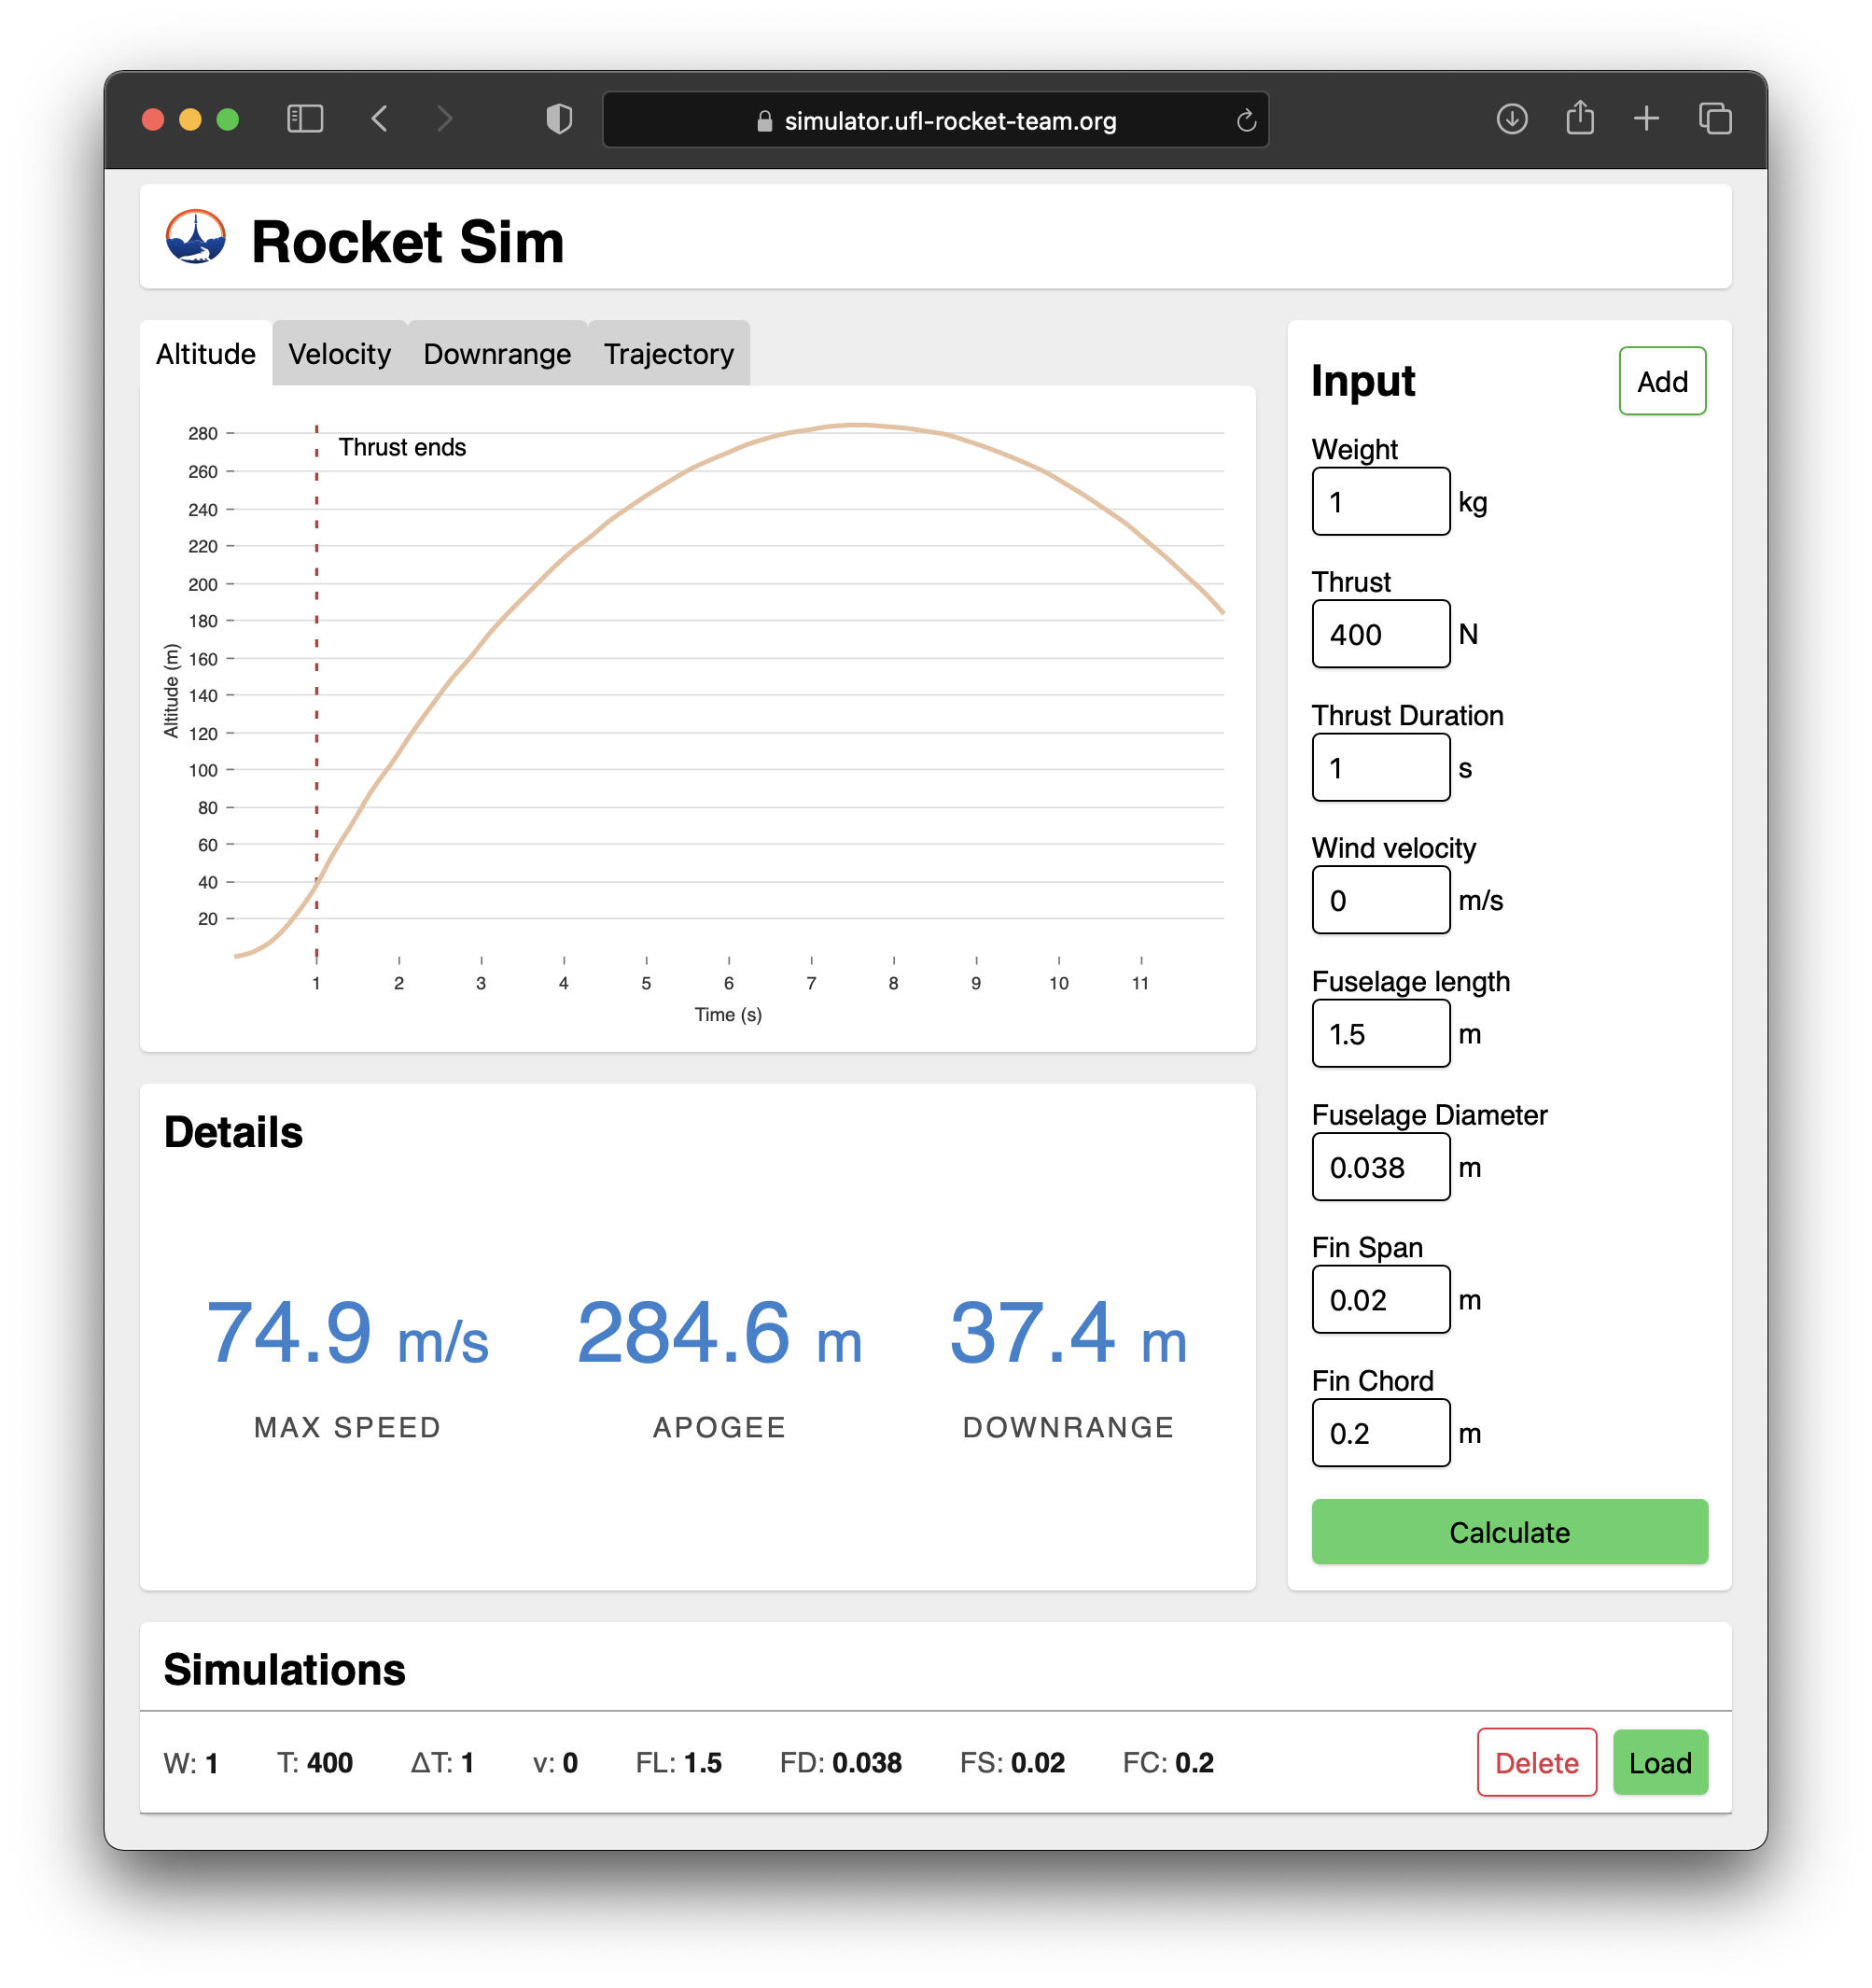 simulator.ufl-rocket-team.org
Rocket Sim
Altitude Velocity Downrange Trajectory
Thrust ends
280
260
240
220
200
180
160
140
120
100
80
60
40
20
Altitude (m)
1 2 3 4 5 6 7 8 9 10 11
Time (s)
Input Add
Weight
1 kg
Thrust
400 N
Thrust Duration
1 s
Wind velocity
0 m/s
Fuselage length
1.5 m
Fuselage Diameter
0.038 m
Fin Span
0.02 m
Fin Chord
0.2 m
Calculate
Details
74.9 m/s 284.6 m 37.4 m
MAX SPEED APOGEE DOWNRANGE
Simulations
W: 1 T: 400 ΔT: 1 v: 0 FL: 1.5 FD: 0.038 FS: 0.02 FC: 0.2 Delete Load